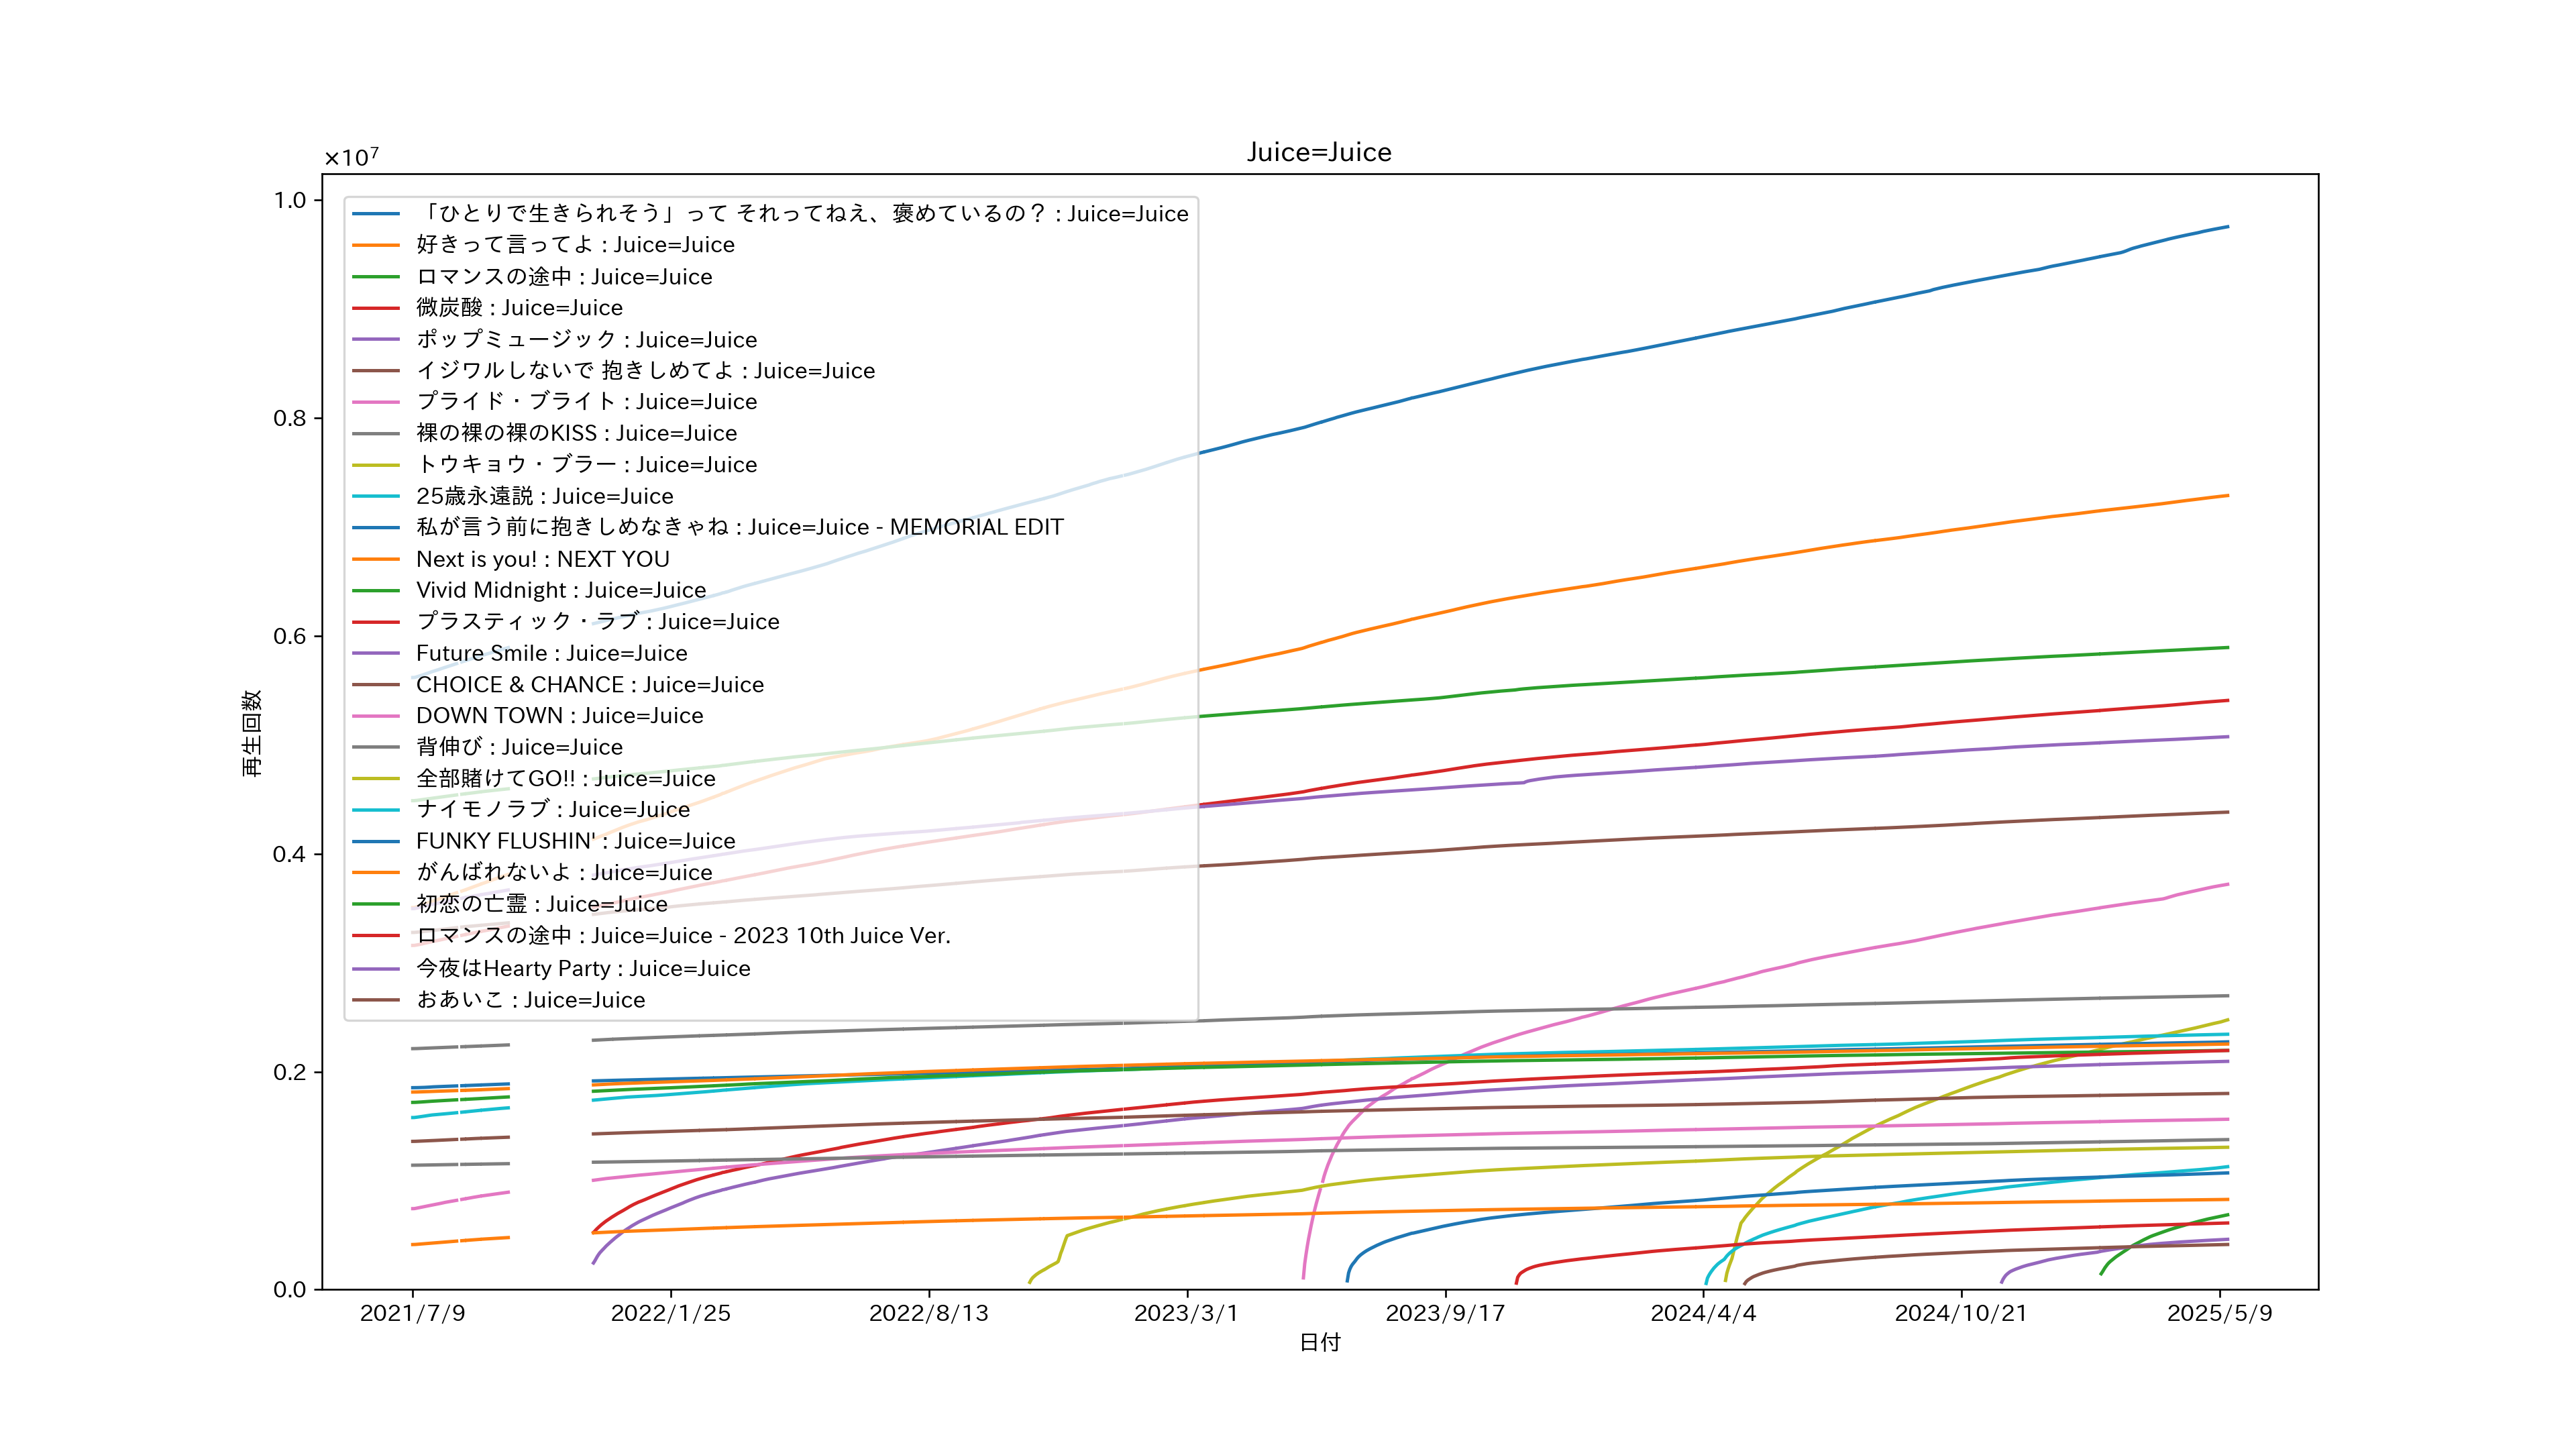 Juice=Juice
×10⁷
1.0
0.8
0.6
0.4
0.2
0.0
再生回数
「ひとりで生きられそう」って それってねえ、褒めているの？ : Juice=Juice
好きって言ってよ : Juice=Juice
ロマンスの途中 : Juice=Juice
微炭酸 : Juice=Juice
ポップミュージック : Juice=Juice
イジワルしないで 抱きしめてよ : Juice=Juice
プライド・ブライト : Juice=Juice
裸の裸の裸のKISS : Juice=Juice
トウキョウ・ブラー : Juice=Juice
25歳永遠説 : Juice=Juice
私が言う前に抱きしめなきゃね : Juice=Juice - MEMORIAL EDIT
Next is you! : NEXT YOU
Vivid Midnight : Juice=Juice
プラスティック・ラブ : Juice=Juice
Future Smile : Juice=Juice
CHOICE & CHANCE : Juice=Juice
DOWN TOWN : Juice=Juice
背伸び : Juice=Juice
全部賭けてGO!! : Juice=Juice
ナイモノラブ : Juice=Juice
FUNKY FLUSHIN' : Juice=Juice
がんばれないよ : Juice=Juice
初恋の亡霊 : Juice=Juice
ロマンスの途中 : Juice=Juice - 2023 10th Juice Ver.
今夜はHearty Party : Juice=Juice
おあいこ : Juice=Juice
2021/7/9 2022/1/25 2022/8/13 2023/3/1 2023/9/17 2024/4/4 2024/10/21 2025/5/9
日付